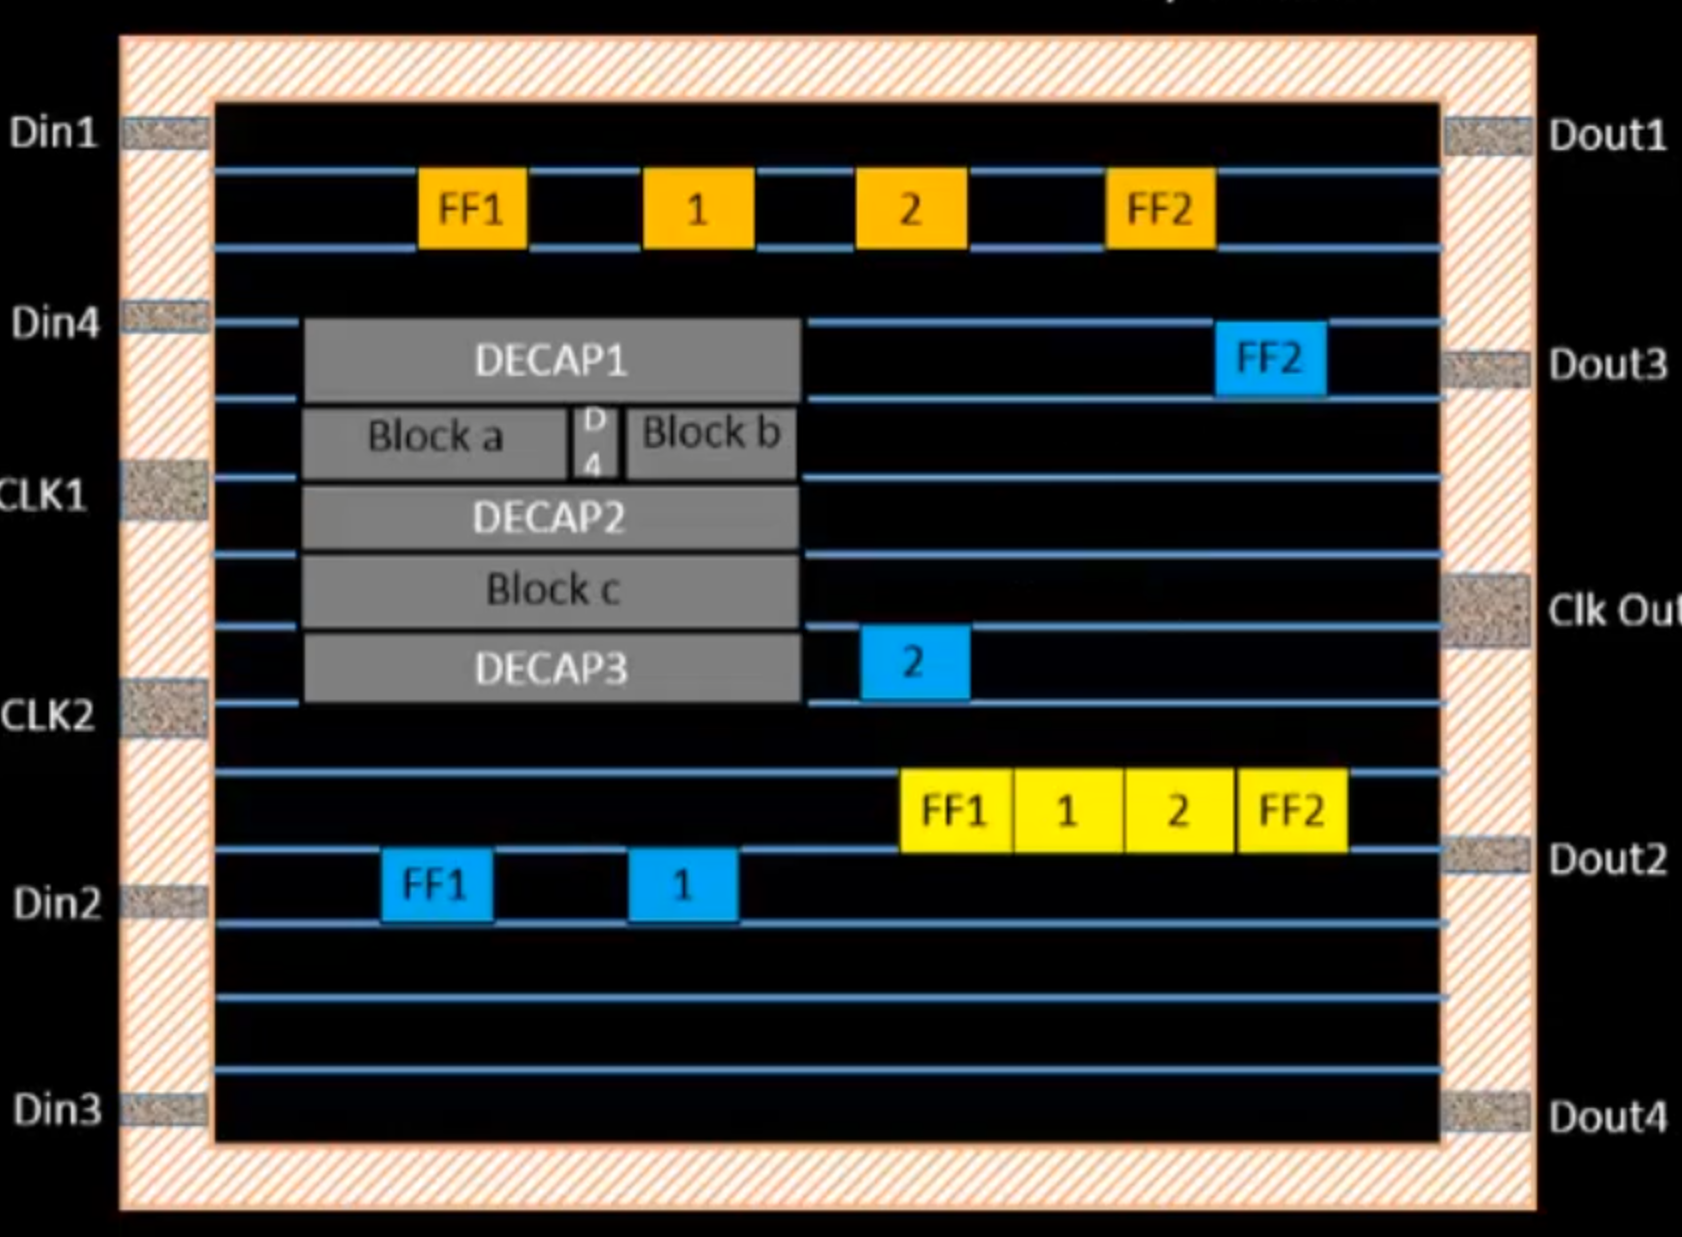 Din1
Dout1
FF1 1 2 FF2
Din4
DECAP1
FF2
Dout3
Block a
D
4
Block b
CLK1
DECAP2
Block c
Clk Out
2
DECAP3
CLK2
FF1 1 2 FF2
Dout2
Din2
FF1 1
Din3
Dout4